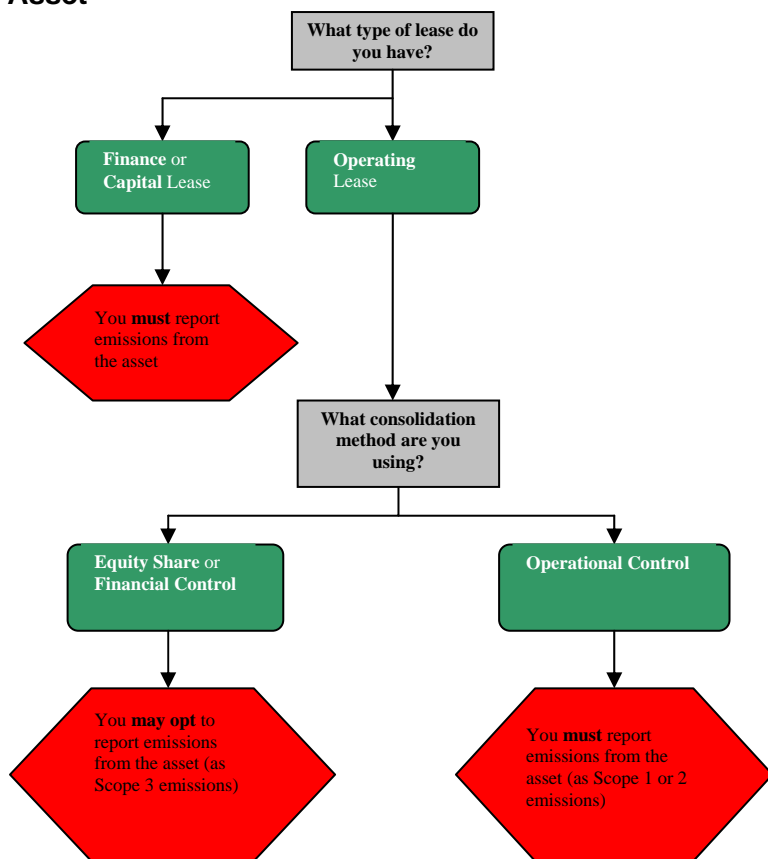 Asset
What type of lease do
you have?
Finance or
Capital Lease
Operating
Lease
You must report
emissions from
the asset
What consolidation
method are you
using?
Equity Share or
Financial Control
Operational Control
You may opt to
report emissions
from the asset (as
Scope 3 emissions)
You must report
emissions from the
asset (as Scope 1 or 2
emissions)